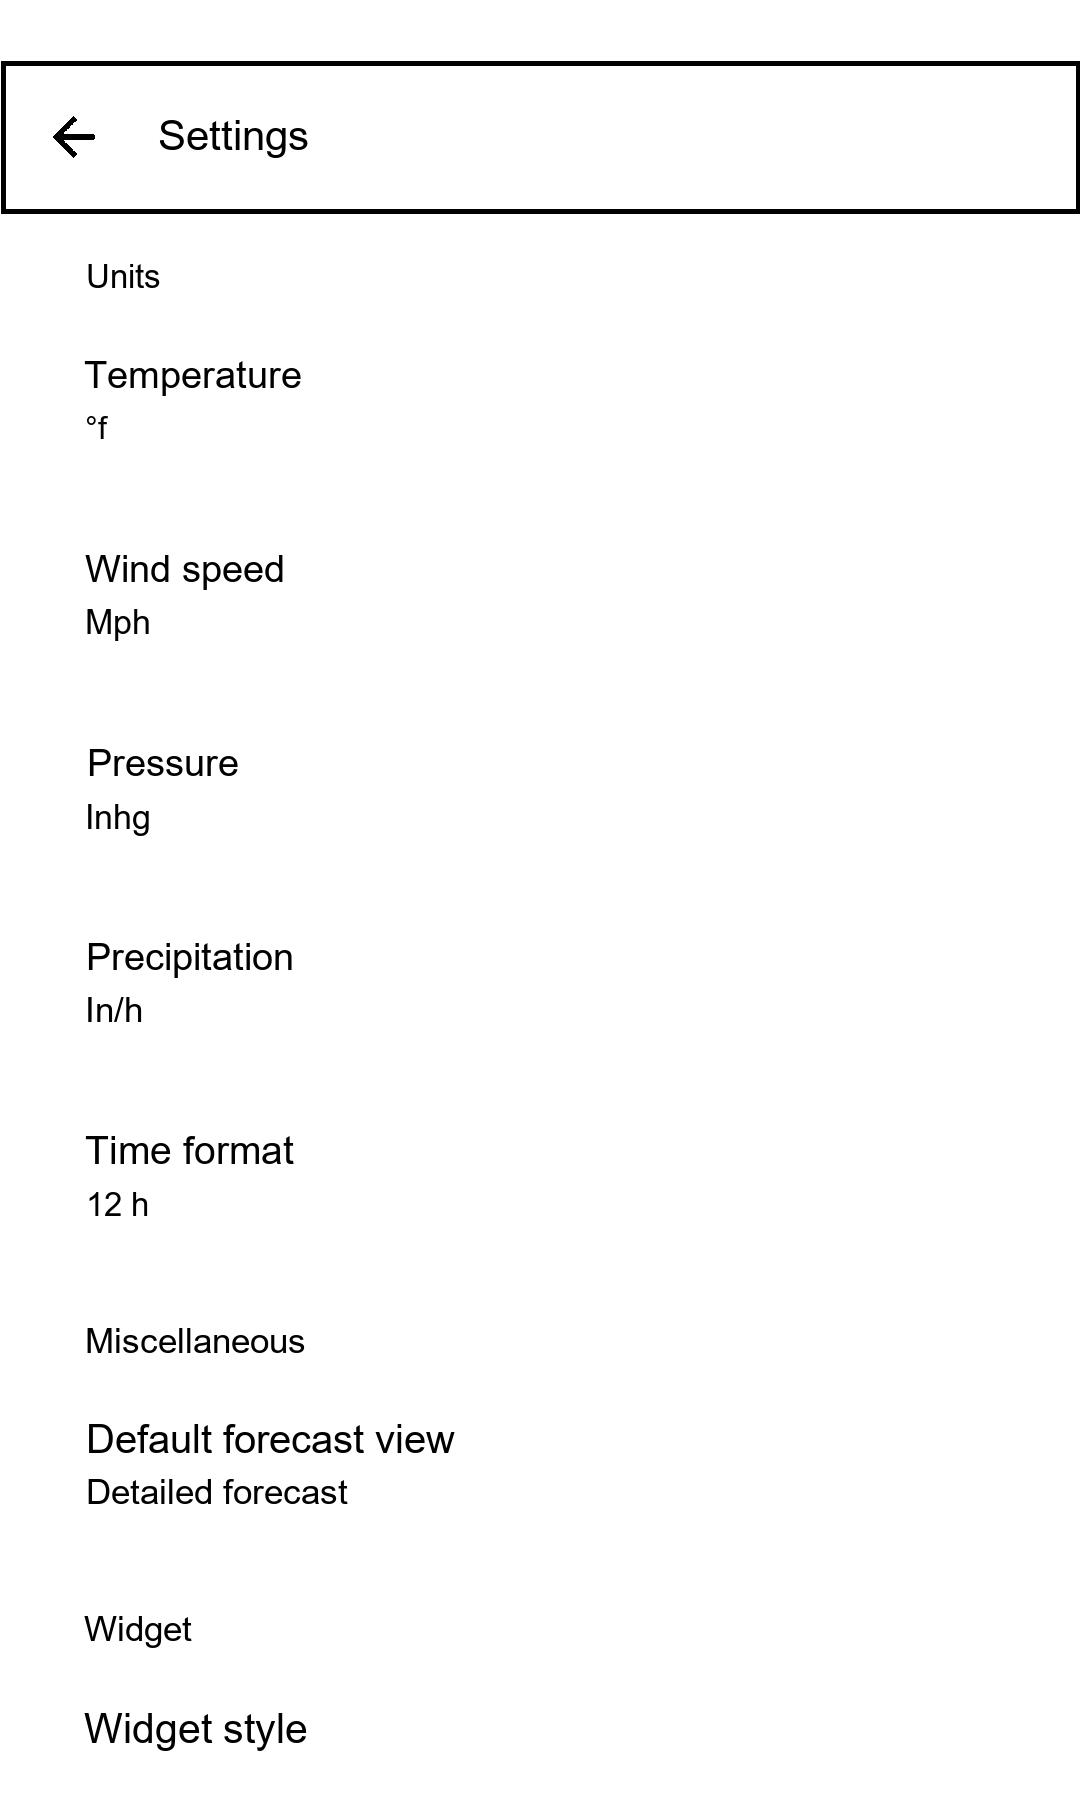 Settings
Units
Temperature
°f
Wind speed
Mph
Pressure
Inhg
Precipitation
In/h
Time format
12 h
Miscellaneous
Default forecast view
Detailed forecast
Widget
Widget style